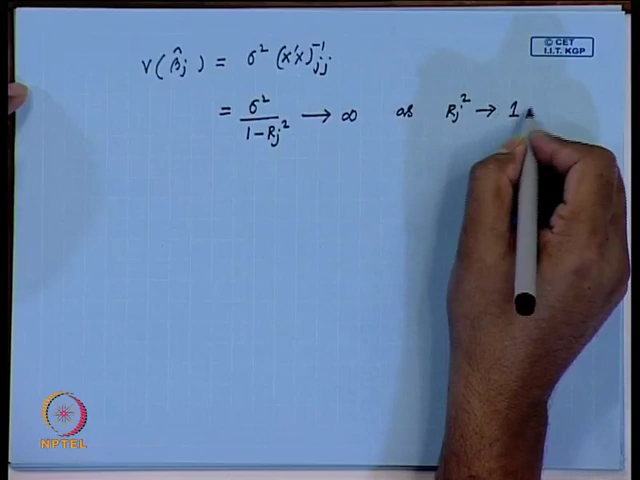 © CET
I.I.T. KGP
V(β̂j) = σ² (X'X)⁻¹jj
= σ² / 1-Rj² → ∞ as Rj² → 1
NPTEL